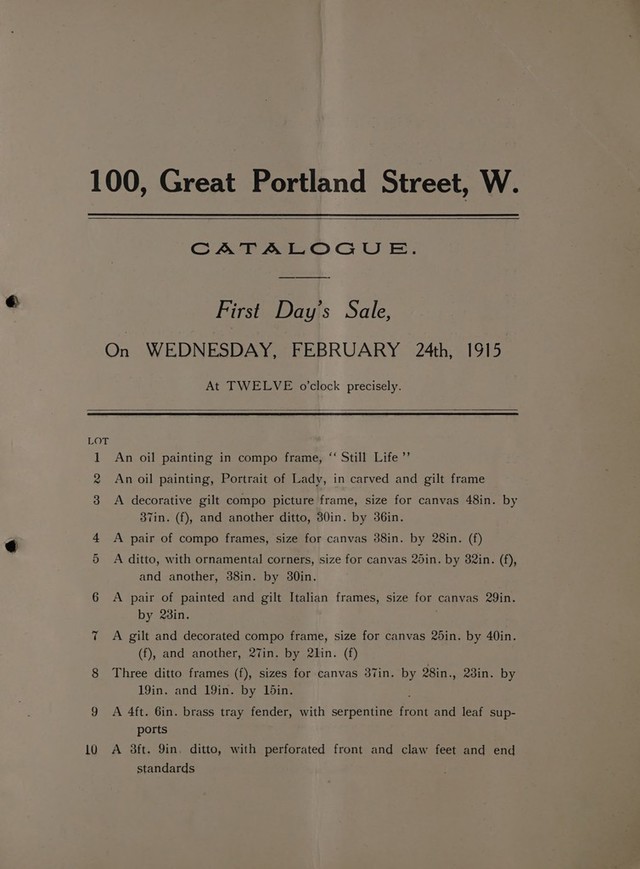 100, Great Portland Street, W.
CATALOGUE.
First Day's Sale,
On WEDNESDAY, FEBRUARY 24th, 1915
At TWELVE o'clock precisely.
LOT
1 An oil painting in compo frame, “ Still Life ”
2 An oil painting, Portrait of Lady, in carved and gilt frame
3 A decorative gilt compo picture frame, size for canvas 48in. by
37in. (f), and another ditto, 30in. by 36in.
4 A pair of compo frames, size for canvas 38in. by 28in. (f)
5 A ditto, with ornamental corners, size for canvas 25in. by 32in. (f),
and another, 38in. by 30in.
6 A pair of painted and gilt Italian frames, size for canvas 29in.
by 23in.
7 A gilt and decorated compo frame, size for canvas 25in. by 40in.
(f), and another, 27in. by 21in. (f)
8 Three ditto frames (f), sizes for canvas 37in. by 28in., 23in. by
19in. and 19in. by 15in.
9 A 4ft. 6in. brass tray fender, with serpentine front and leaf sup-
ports
10 A 3ft. 9in. ditto, with perforated front and claw feet and end
standards